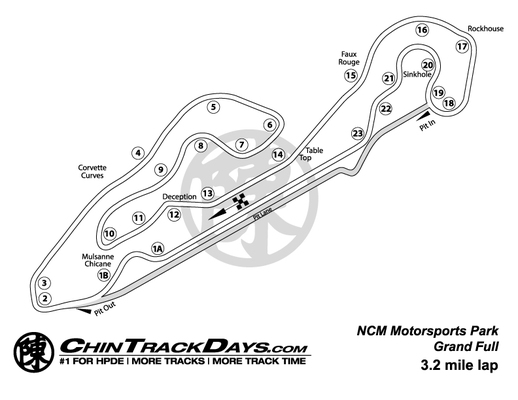 16
Rockhouse
17
Faux
Rouge
15
20
21
Sinkhole
19
18
22
Pit In
23
5
6
4
8
7
14
Table
Top
9
Corvette
Curves
Deception
13
12
11
10
Pit Lane
1A
Mulsanne
Chicane
1B
3
2
Pit Out
陳
陳
CHINTRACKDAYS.COM
#1 FOR HPDE | MORE TRACKS | MORE TRACK TIME
NCM Motorsports Park
Grand Full
3.2 mile lap